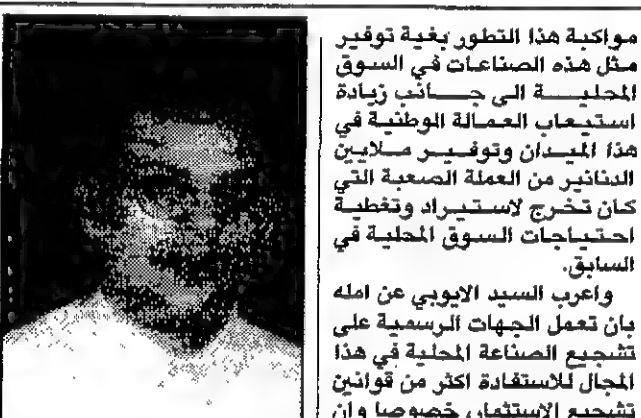 مواكبة هذا التطور بغية توفير
مثل هذه الصناعات في السوق
المحليـة الى جـانب زيادة
استيعاب العمالة الوطنية في
هذا الميدان وتوفير مـلايين
الدنانير من العملة الصعبة التي
كان تخرج لاستيراد وتغطية
احتياجات السوق المحلية في
السابق.
واعرب السيد الايوبي عن امله
بان تعمل الجهات الرسمية على
تشجيع الصناعة المحلية في هذا
المجال للاستفادة اكثر من قوانين
تشجيع الاستثمار، خصوصا وان